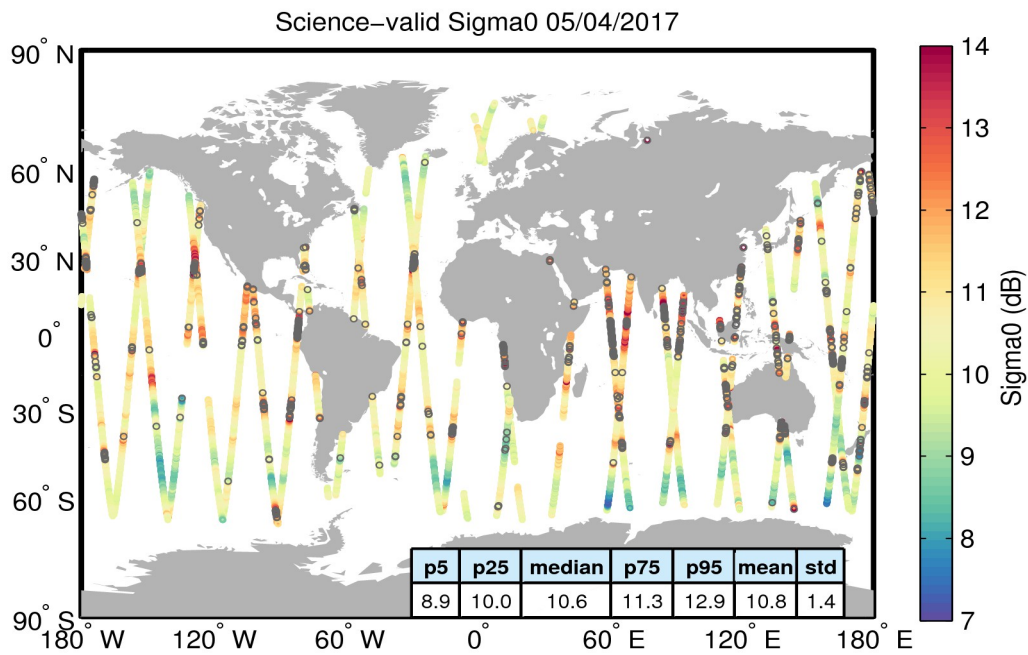 Science−valid Sigma0 05/04/2017
90° N
60° N
30° N
0°
30° S
60° S
90° S
180° W
120° W
60° W
0°
60° E
120° E
180° E
p5 p25 median p75 p95 mean std
8.9 10.0 10.6 11.3 12.9 10.8 1.4
14
13
12
11
10
9
8
7
Sigma0 (dB)